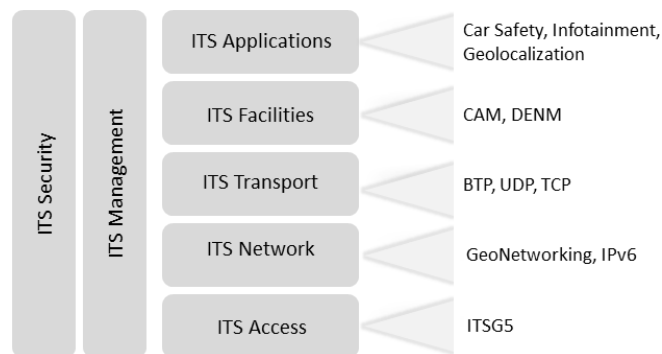 ITS Security
ITS Management
ITS Applications
Car Safety, Infotainment,
Geolocalization
ITS Facilities
CAM, DENM
ITS Transport
BTP, UDP, TCP
ITS Network
GeoNetworking, IPv6
ITS Access
ITSG5